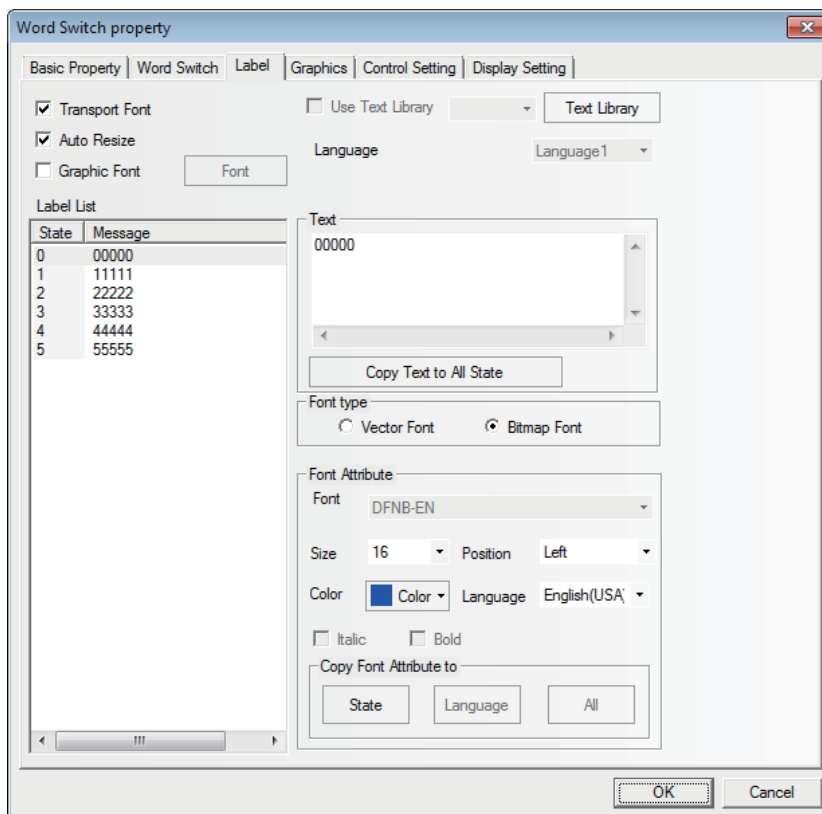 Word Switch property
Basic Property Word Switch Label Graphics Control Setting Display Setting
Transport Font
Auto Resize
Graphic Font Font
Use Text Library Text Library
Language Language1
Label List
State Message
0 00000
1 11111
2 22222
3 33333
4 44444
5 55555
Text
00000
Copy Text to All State
Font type
Vector Font Bitmap Font
Font Attribute
Font DFNB-EN
Size 16 Position Left
Color Color Language English(USA)
Italic Bold
Copy Font Attribute to
State Language All
OK Cancel